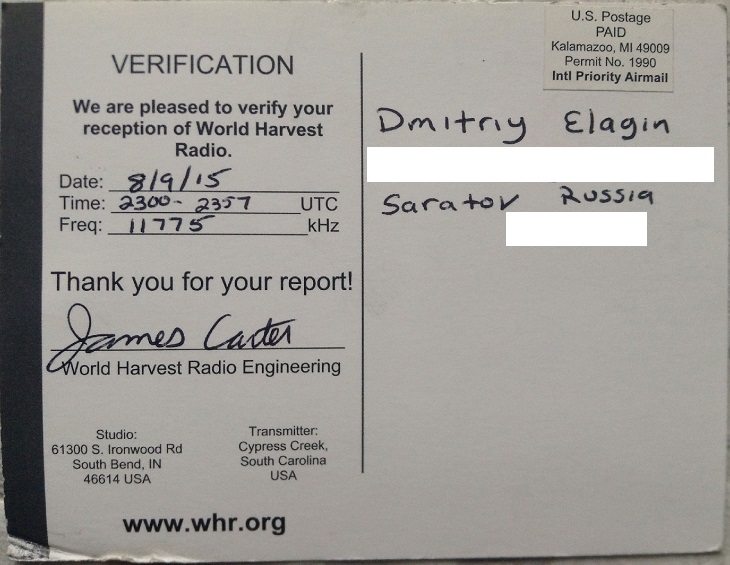 U.S. Postage
PAID
Kalamazoo, MI 49009
Permit No. 1990
Intl Priority Airmail
VERIFICATION
We are pleased to verify your
reception of World Harvest
Radio.
Date: 8/9/15
Time: 2300- 2357 UTC
Freq: 11775 kHz
Thank you for your report!
James Carter
World Harvest Radio Engineering
Studio:
61300 S. Ironwood Rd
South Bend, IN
46614 USA
Transmitter:
Cypress Creek,
South Carolina
USA
www.whr.org
Dmitriy Elagin
Saratov Russia